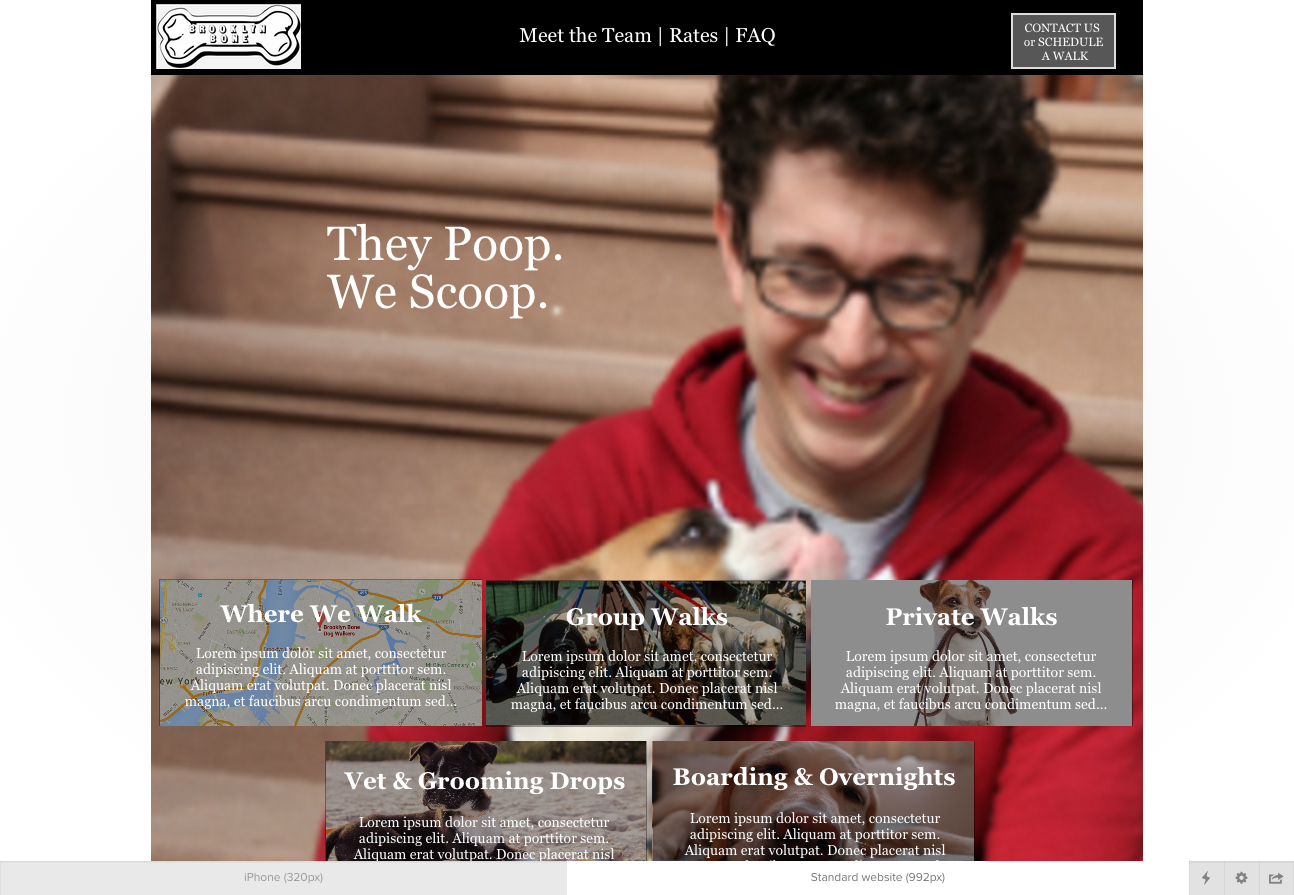 BROOKLYN
BONE
Meet the Team | Rates | FAQ
CONTACT US
or SCHEDULE
A WALK
They Poop.
We Scoop.
Where We Walk
Brooklyn Bone
Dog Walkers
Lorem ipsum dolor sit amet, consectetur
adipiscing elit. Aliquam at porttitor sem.
ew York
Aliquam erat volutpat. Donec placerat nisl
magna, et faucibus arcu condimentum sed...
Group Walks
Lorem ipsum dolor sit amet, consectetur
adipiscing elit. Aliquam at porttitor sem.
Aliquam erat volutpat. Donec placerat nisl
magna, et faucibus arcu condimentum sed...
Private Walks
Lorem ipsum dolor sit amet, consectetur
adipiscing elit. Aliquam at porttitor sem.
Aliquam erat volutpat. Donec placerat nisl
magna, et faucibus arcu condimentum sed...
Vet & Grooming Drops
Lorem ipsum dolor sit amet, consectetur
adipiscing elit. Aliquam at porttitor sem.
Aliquam erat volutpat. Donec placerat nisl
Boarding & Overnights
Lorem ipsum dolor sit amet, consectetur
adipiscing elit. Aliquam at porttitor sem.
Aliquam erat volutpat. Donec placerat nisl
iPhone (320px)
Standard website (992px)